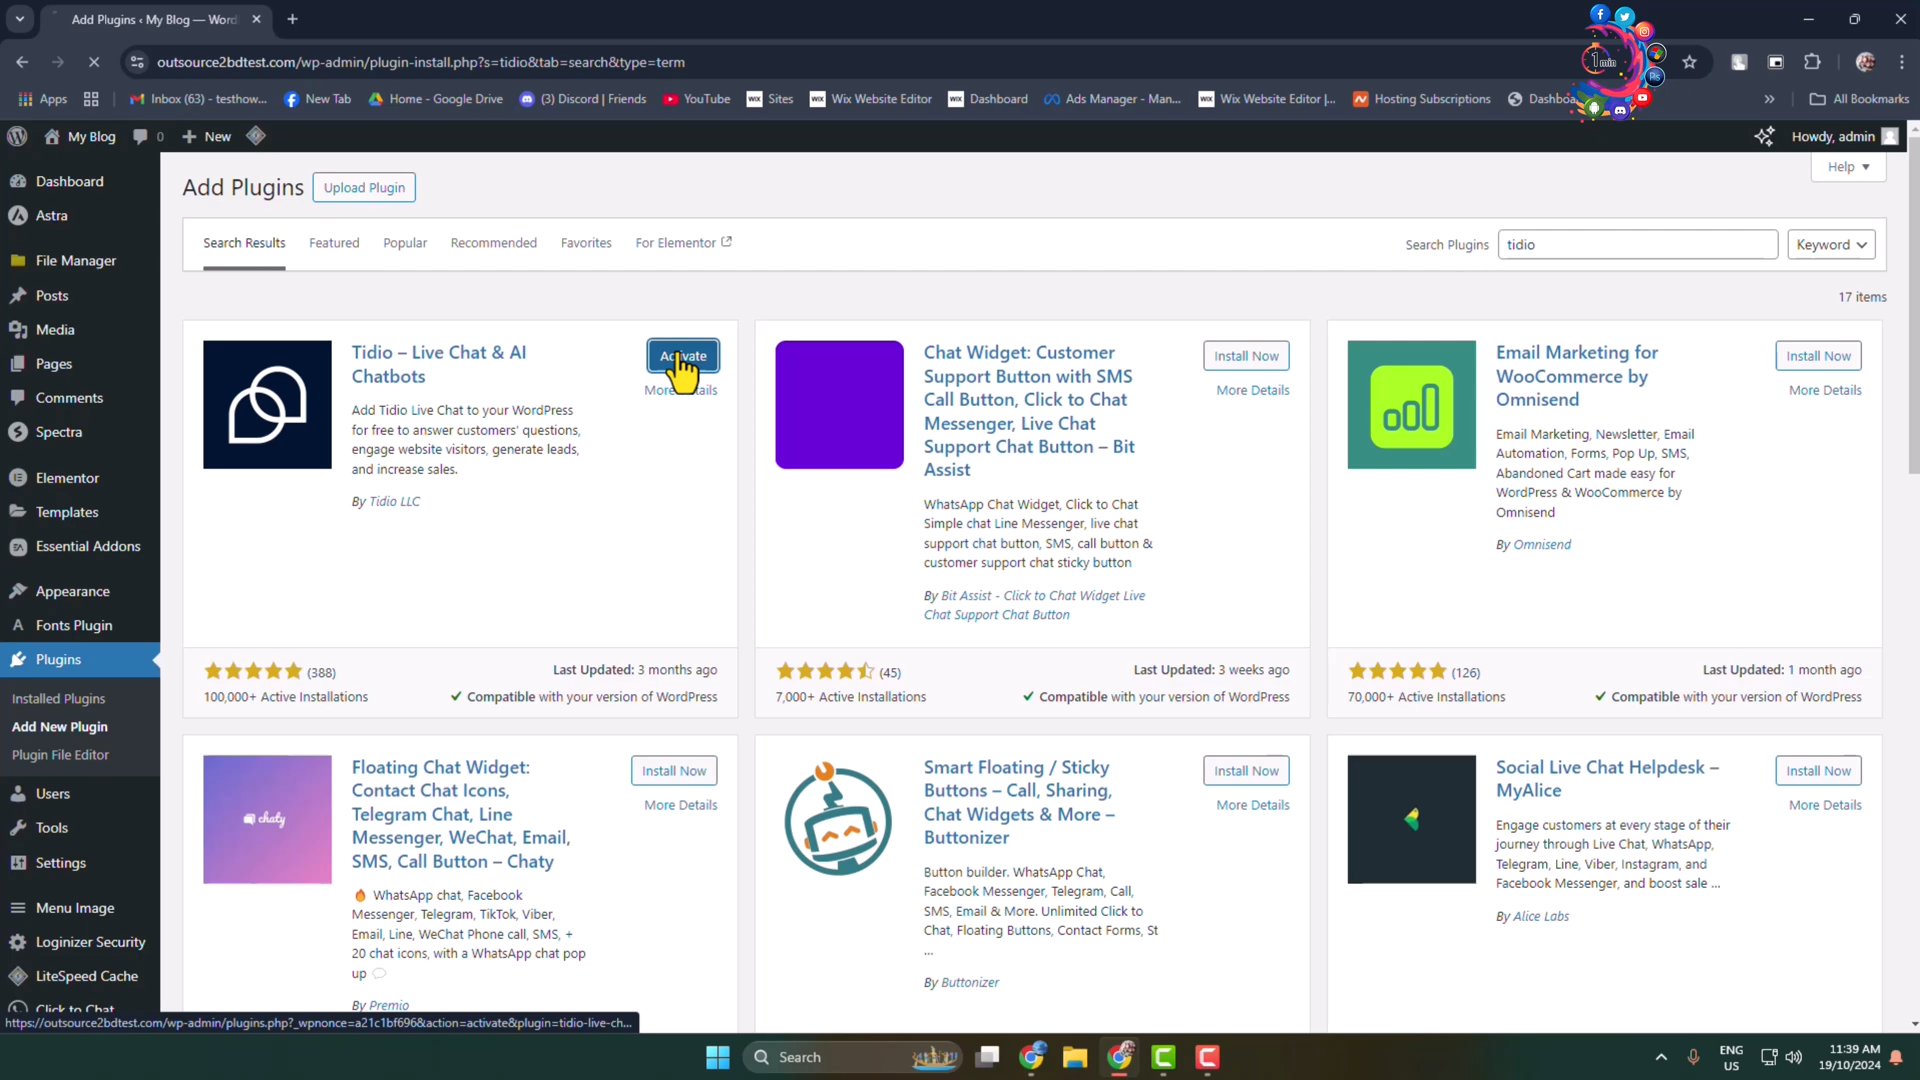 Add Plugins ‹ My Blog — Word
outsource2bdtest.com/wp-admin/plugin-install.php?s=tidio&tab=search&type=term
1 min
Apps
Inbox (63) - testhow...
New Tab
Home - Google Drive
(3) Discord | Friends
YouTube
WIX Sites
WIX Wix Website Editor
WIX Dashboard
Ads Manager - Man...
WIX Wix Website Editor |...
Hosting Subscriptions
Dashboa
All Bookmarks
My Blog
0
New
Howdy, admin
Dashboard
Astra
File Manager
Posts
Media
Pages
Comments
Spectra
Elementor
Templates
Essential Addons
Appearance
Fonts Plugin
Plugins
Installed Plugins
Add New Plugin
Plugin File Editor
Users
Tools
Settings
Menu Image
Loginizer Security
LiteSpeed Cache
Click to Chat
Help
Add Plugins
Upload Plugin
Search Results
Featured
Popular
Recommended
Favorites
For Elementor
Search Plugins
tidio
Keyword
17 items
Tidio – Live Chat & AI
Chatbots
Activate
More Details
Add Tidio Live Chat to your WordPress
for free to answer customers' questions,
engage website visitors, generate leads,
and increase sales.
By Tidio LLC
(388)
Last Updated: 3 months ago
100,000+ Active Installations
Compatible with your version of WordPress
Chat Widget: Customer
Support Button with SMS
Call Button, Click to Chat
Messenger, Live Chat
Support Chat Button – Bit
Assist
Install Now
More Details
WhatsApp Chat Widget, Click to Chat
Simple chat Line Messenger, live chat
support chat button, SMS, call button &
customer support chat sticky button
By Bit Assist - Click to Chat Widget Live
Chat Support Chat Button
(45)
Last Updated: 3 weeks ago
7,000+ Active Installations
Compatible with your version of WordPress
Email Marketing for
WooCommerce by
Omnisend
Install Now
More Details
Email Marketing, Newsletter, Email
Automation, Forms, Pop Up, SMS,
Abandoned Cart made easy for
WordPress & WooCommerce by
Omnisend
By Omnisend
(126)
Last Updated: 1 month ago
70,000+ Active Installations
Compatible with your version of WordPress
chaty
Floating Chat Widget:
Contact Chat Icons,
Telegram Chat, Line
Messenger, WeChat, Email,
SMS, Call Button – Chaty
Install Now
More Details
WhatsApp chat, Facebook
Messenger, Telegram, TikTok, Viber,
Email, Line, WeChat Phone call, SMS, +
20 chat icons, with a WhatsApp chat pop
up
By Premio
Smart Floating / Sticky
Buttons – Call, Sharing,
Chat Widgets & More –
Buttonizer
Install Now
More Details
Button builder. WhatsApp Chat,
Facebook Messenger, Telegram, Call,
SMS, Email & More. Unlimited Click to
Chat, Floating Buttons, Contact Forms, St
...
By Buttonizer
Social Live Chat Helpdesk –
MyAlice
Install Now
More Details
Engage customers at every stage of their
journey through Live Chat, WhatsApp,
Telegram, Line, Viber, Instagram, and
Facebook Messenger, and boost sale ...
By Alice Labs
https://outsource2bdtest.com/wp-admin/plugins.php?_wpnonce=a21c1bf696&action=activate&plugin=tidio-live-ch...
Search
ENG
US
11:39 AM
19/10/2024